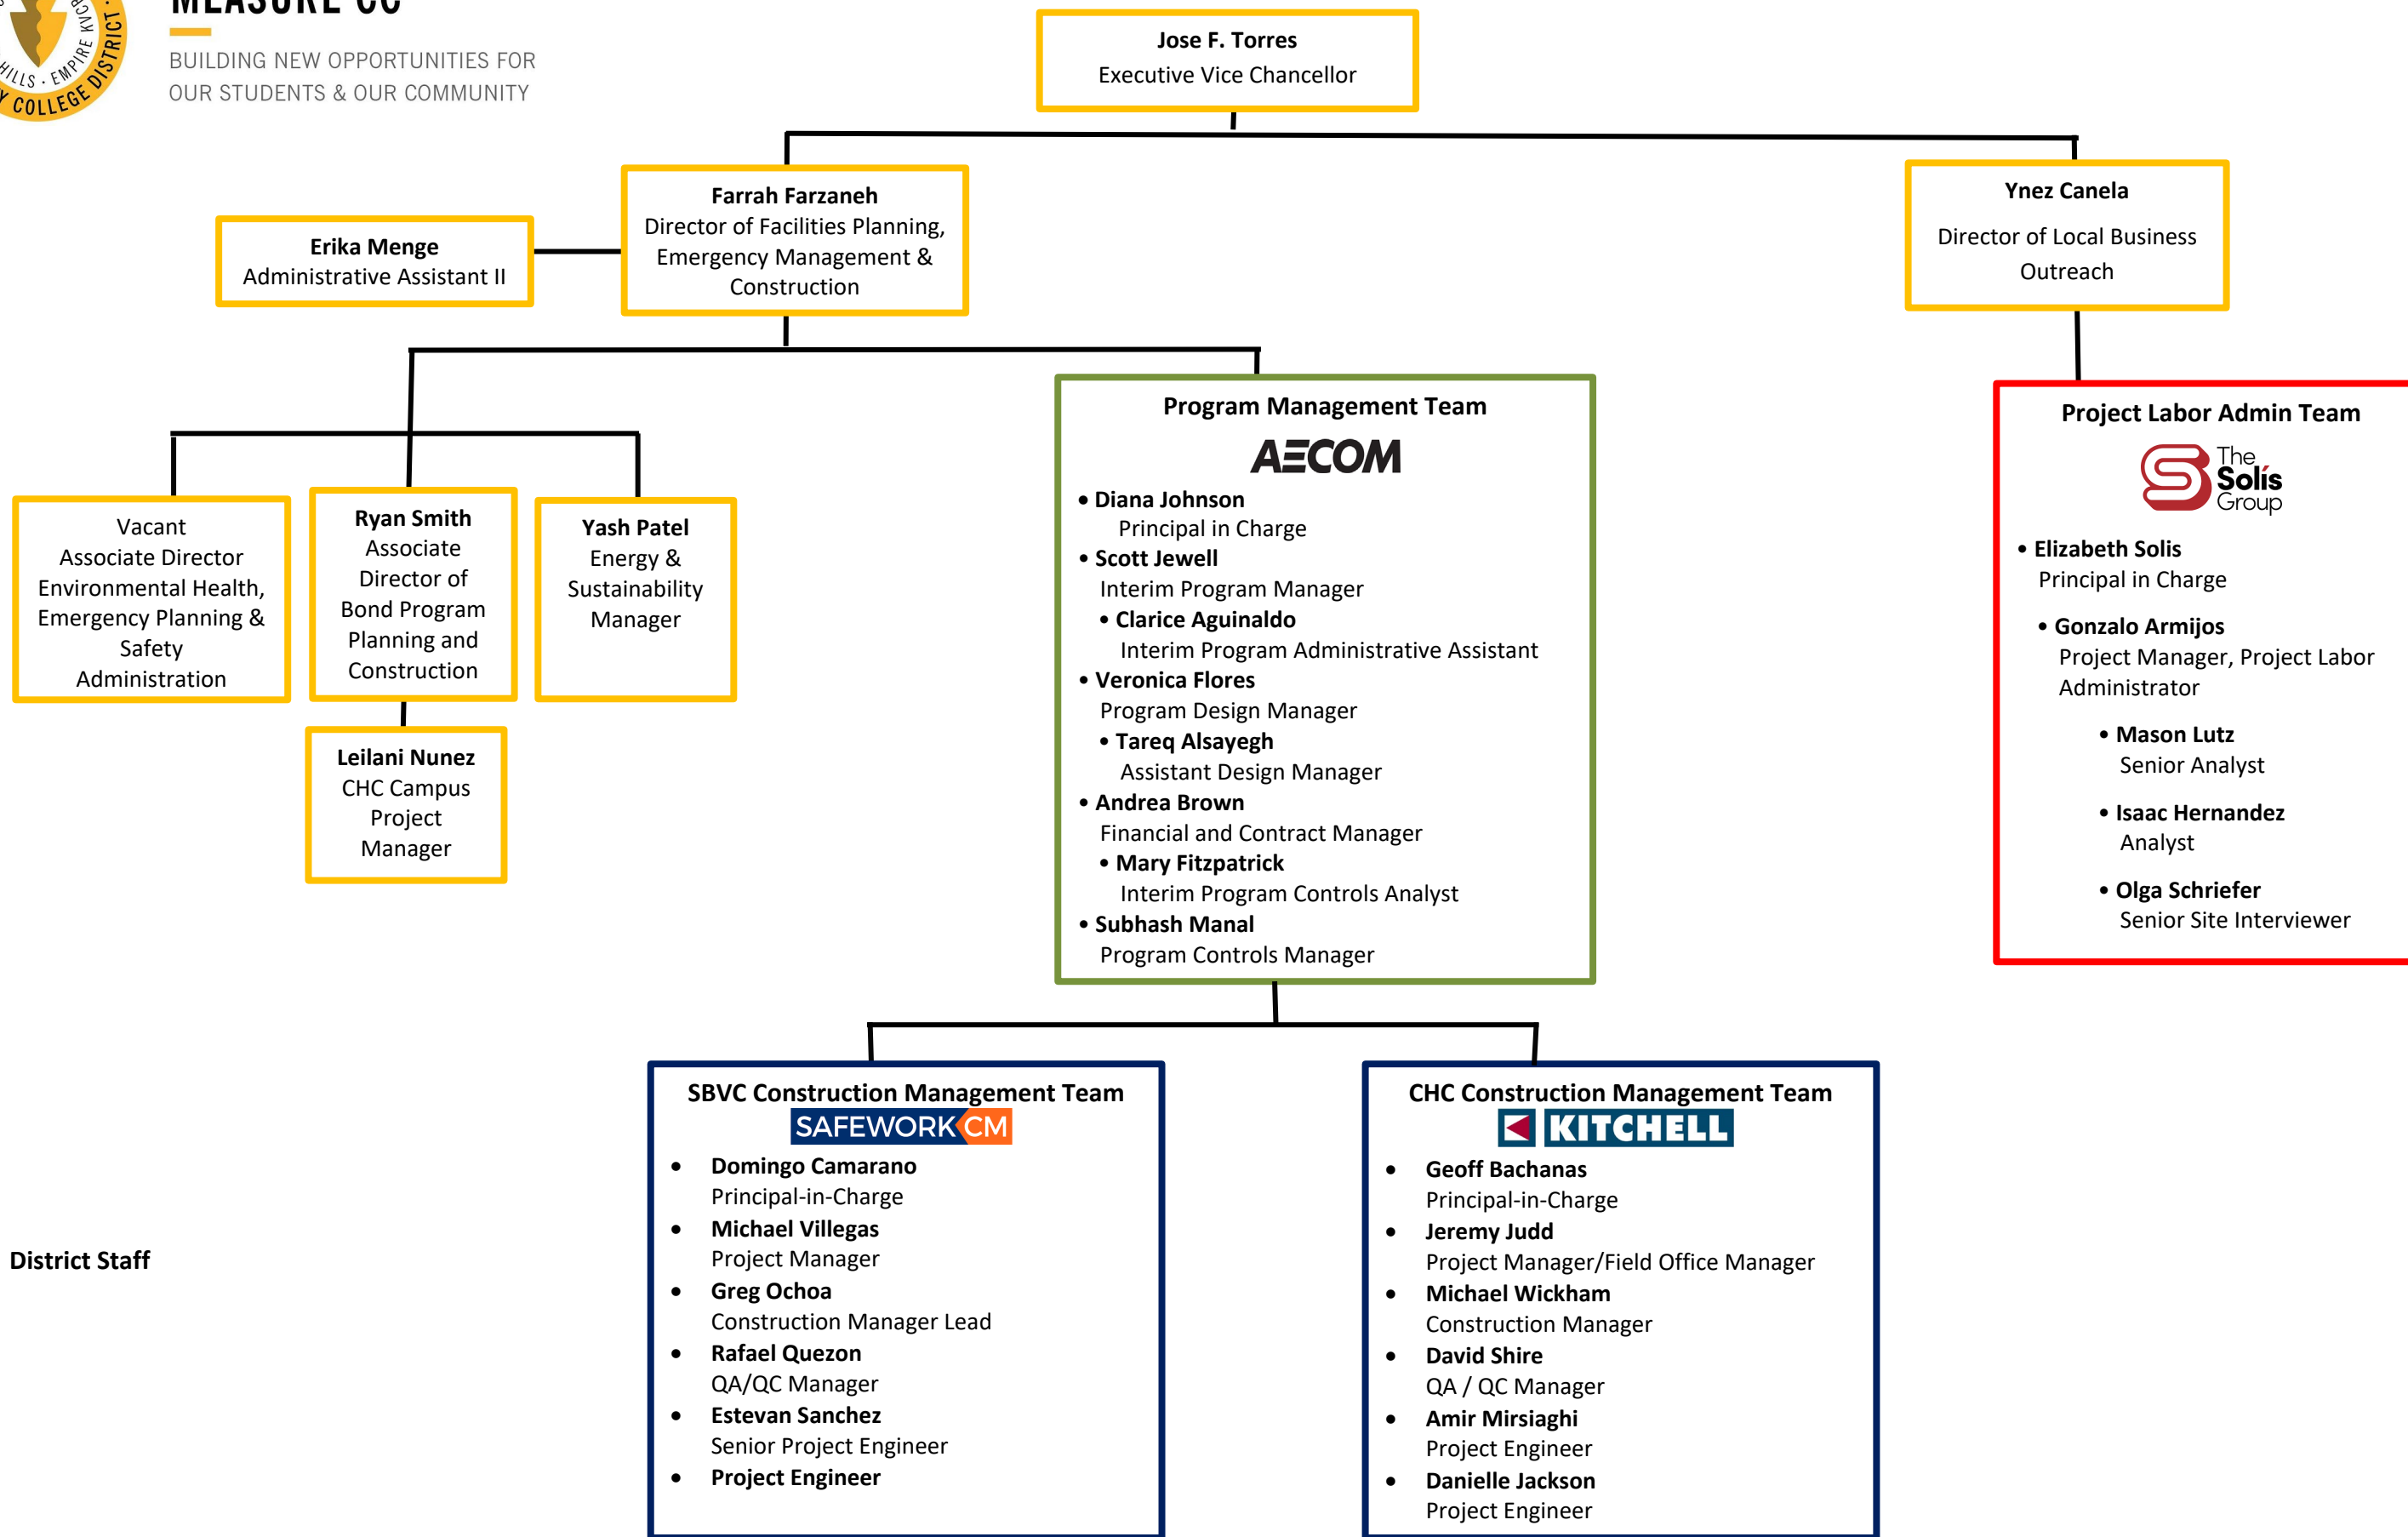 MEASURE CC
BUILDING NEW OPPORTUNITIES FOR
OUR STUDENTS & OUR COMMUNITY
HILLS · EMPIRE
COLLEGE DISTRICT ·
Jose F. Torres
Executive Vice Chancellor
Farrah Farzaneh
Director of Facilities Planning,
Emergency Management &
Construction
Erika Menge
Administrative Assistant II
Ynez Canela
Director of Local Business
Outreach
Vacant
Associate Director
Environmental Health,
Emergency Planning &
Safety
Administration
Ryan Smith
Associate
Director of
Bond Program
Planning and
Construction
Yash Patel
Energy &
Sustainability
Manager
Leilani Nunez
CHC Campus
Project
Manager
Program Management Team
AECOM
• Diana Johnson
Principal in Charge
• Scott Jewell
Interim Program Manager
• Clarice Aguinaldo
Interim Program Administrative Assistant
• Veronica Flores
Program Design Manager
• Tareq Alsayegh
Assistant Design Manager
• Andrea Brown
Financial and Contract Manager
• Mary Fitzpatrick
Interim Program Controls Analyst
• Subhash Manal
Program Controls Manager
Project Labor Admin Team
The
Solís
Group
• Elizabeth Solis
Principal in Charge
• Gonzalo Armijos
Project Manager, Project Labor
Administrator
• Mason Lutz
Senior Analyst
• Isaac Hernandez
Analyst
• Olga Schriefer
Senior Site Interviewer
SBVC Construction Management Team
SAFEWORK CM
• Domingo Camarano
Principal-in-Charge
• Michael Villegas
Project Manager
• Greg Ochoa
Construction Manager Lead
• Rafael Quezon
QA/QC Manager
• Estevan Sanchez
Senior Project Engineer
• Project Engineer
CHC Construction Management Team
KITCHELL
• Geoff Bachanas
Principal-in-Charge
• Jeremy Judd
Project Manager/Field Office Manager
• Michael Wickham
Construction Manager
• David Shire
QA / QC Manager
• Amir Mirsiaghi
Project Engineer
• Danielle Jackson
Project Engineer
District Staff